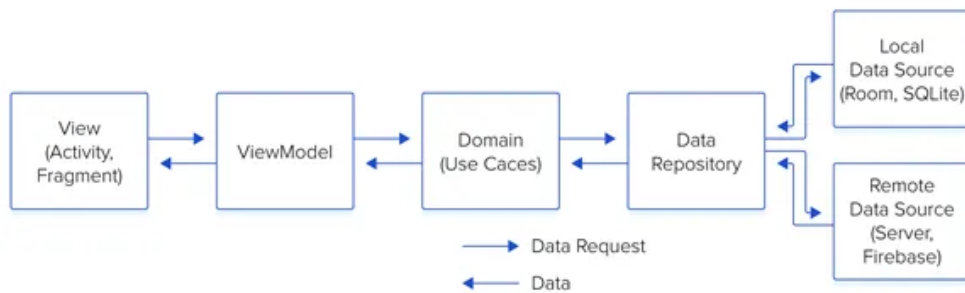 View
(Activity,
Fragment)
ViewModel
Domain
(Use Caces)
Data
Repository
Local
Data Source
(Room, SQLite)
Remote
Data Source
(Server,
Firebase)
Data Request
Data